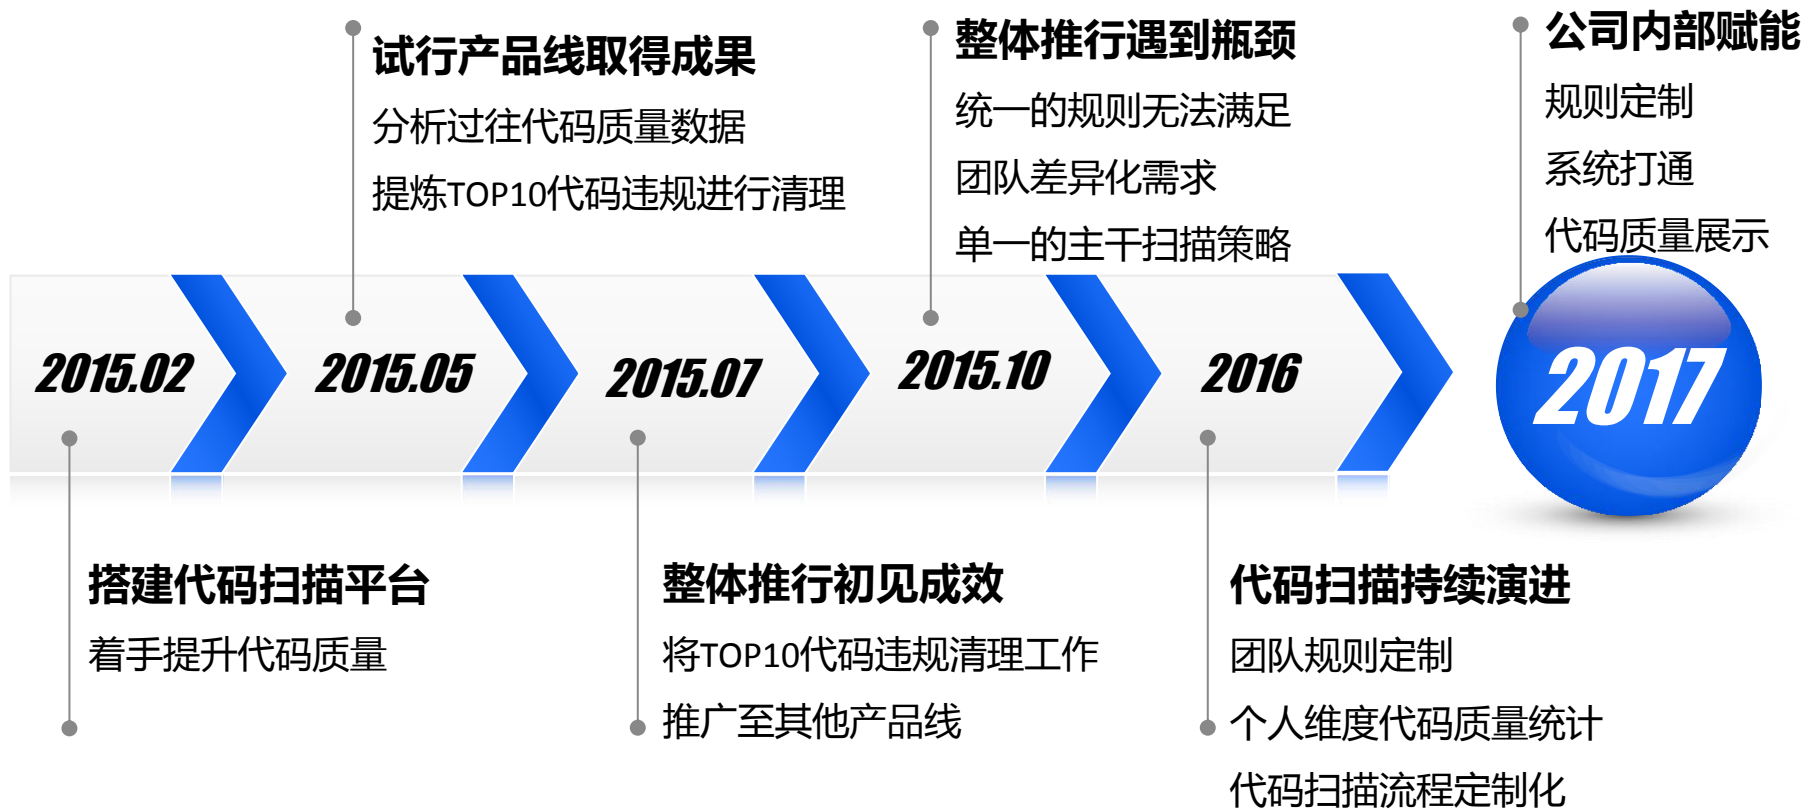 试行产品线取得成果
分析过往代码质量数据
提炼TOP10代码违规进行清理
整体推行遇到瓶颈
统一的规则无法满足
团队差异化需求
单一的主干扫描策略
公司内部赋能
规则定制
系统打通
代码质量展示
2015.02
2015.05
2015.07
2015.10
2016
2017
搭建代码扫描平台
着手提升代码质量
整体推行初见成效
将TOP10代码违规清理工作
推广至其他产品线
代码扫描持续演进
团队规则定制
个人维度代码质量统计
代码扫描流程定制化